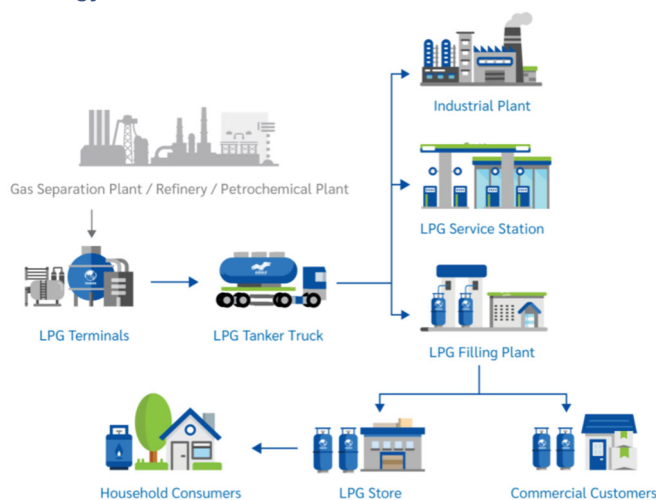 Industrial Plant
Gas Separation Plant / Refinery / Petrochemical Plant
LPG Service Station
LPG Terminals
LPG Tanker Truck
LPG Filling Plant
Household Consumers
LPG Store
Commercial Customers